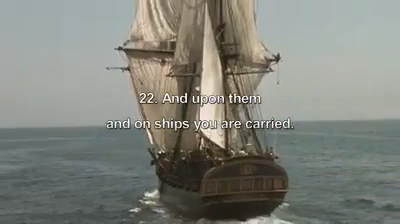 22. And upon them
and on ships you are carried.